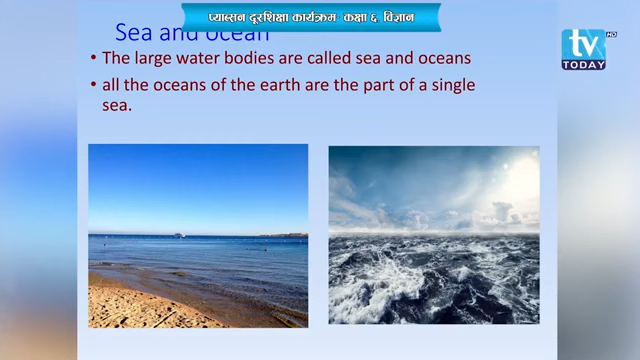 प्याब्सन दूरशिक्षा कार्यक्रम कक्षा ६ विज्ञान
Sea and ocean
tv HD
TODAY
• The large water bodies are called sea and oceans
• all the oceans of the earth are the part of a single
sea.